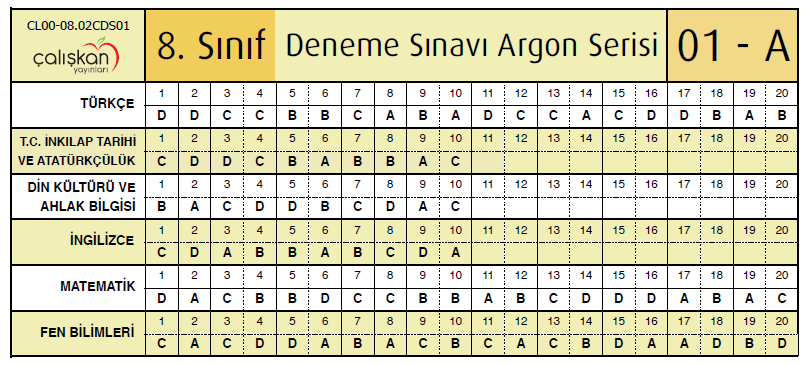 CL00-08.02CDS01
çalışkan
yayınları
8. Sınıf Deneme Sınavı Argon Serisi 01 - A
TÜRKÇE
1 2 3 4 5 6 7 8 9 10 11 12 13 14 15 16 17 18 19 20
D D C C B B C A B A D C C A C D D B A B
T.C. İNKILAP TARİHİ
VE ATATÜRKÇÜLÜK
1 2 3 4 5 6 7 8 9 10 11 12 13 14 15 16 17 18 19 20
C D D C B A B B A C
DİN KÜLTÜRÜ VE
AHLAK BİLGİSİ
1 2 3 4 5 6 7 8 9 10 11 12 13 14 15 16 17 18 19 20
B A C D D B C D A C
İNGİLİZCE
1 2 3 4 5 6 7 8 9 10 11 12 13 14 15 16 17 18 19 20
C D A B B A B C D A
MATEMATİK
1 2 3 4 5 6 7 8 9 10 11 12 13 14 15 16 17 18 19 20
D A C B B D C C B B A B C D D D A B A C
FEN BİLİMLERİ
1 2 3 4 5 6 7 8 9 10 11 12 13 14 15 16 17 18 19 20
C A C D D A B A C B C A C B D A A D B D